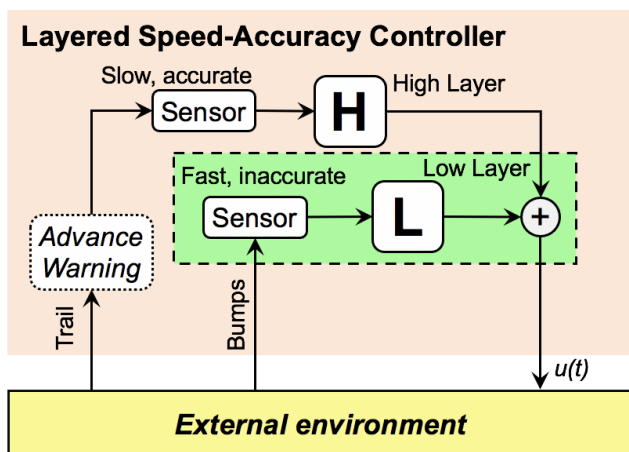 Layered Speed-Accuracy Controller
Slow, accurate
Sensor
H
High Layer
Fast, inaccurate
Low Layer
Sensor
L
+
Advance
Warning
Trail
Bumps
u(t)
External environment